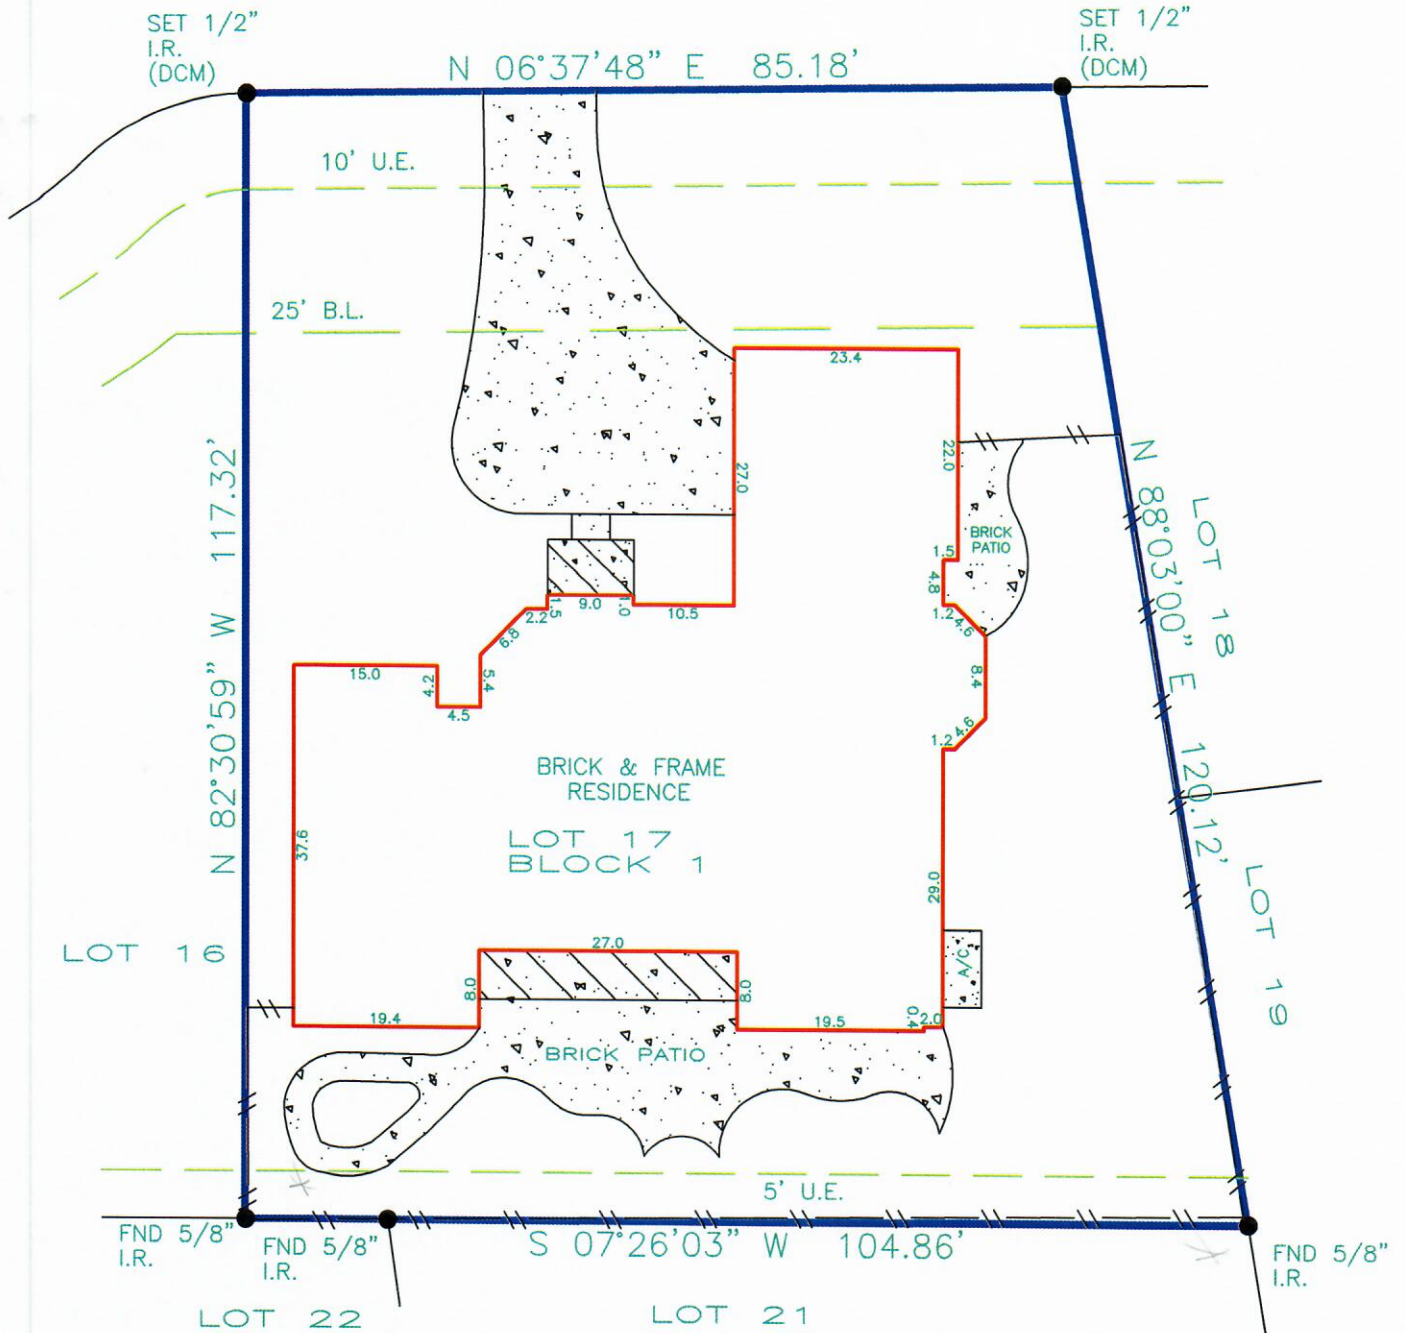 SET 1/2"
I.R.
(DCM)
SET 1/2"
I.R.
(DCM)
N 06°37'48" E 85.18'
10' U.E.
25' B.L.
23.4
22.0
27.0
N 82°30'59" W 117.32'
N 88°03'00" E 120.12'
LOT 18
BRICK
PATIO
1.5
4.8
1.2
4.6
8.4
4.6
1.2
1.5
9.0
1.0
10.5
2.2
6.8
5.4
15.0
4.2
4.5
BRICK & FRAME
RESIDENCE
LOT 17
BLOCK 1
37.6
29.0
LOT 16
LOT 19
A/C
27.0
8.0
8.0
19.4
19.5
0.4
2.0
BRICK PATIO
5' U.E.
FND 5/8"
I.R.
FND 5/8"
I.R.
S 07°26'03" W 104.86'
FND 5/8"
I.R.
LOT 22
LOT 21